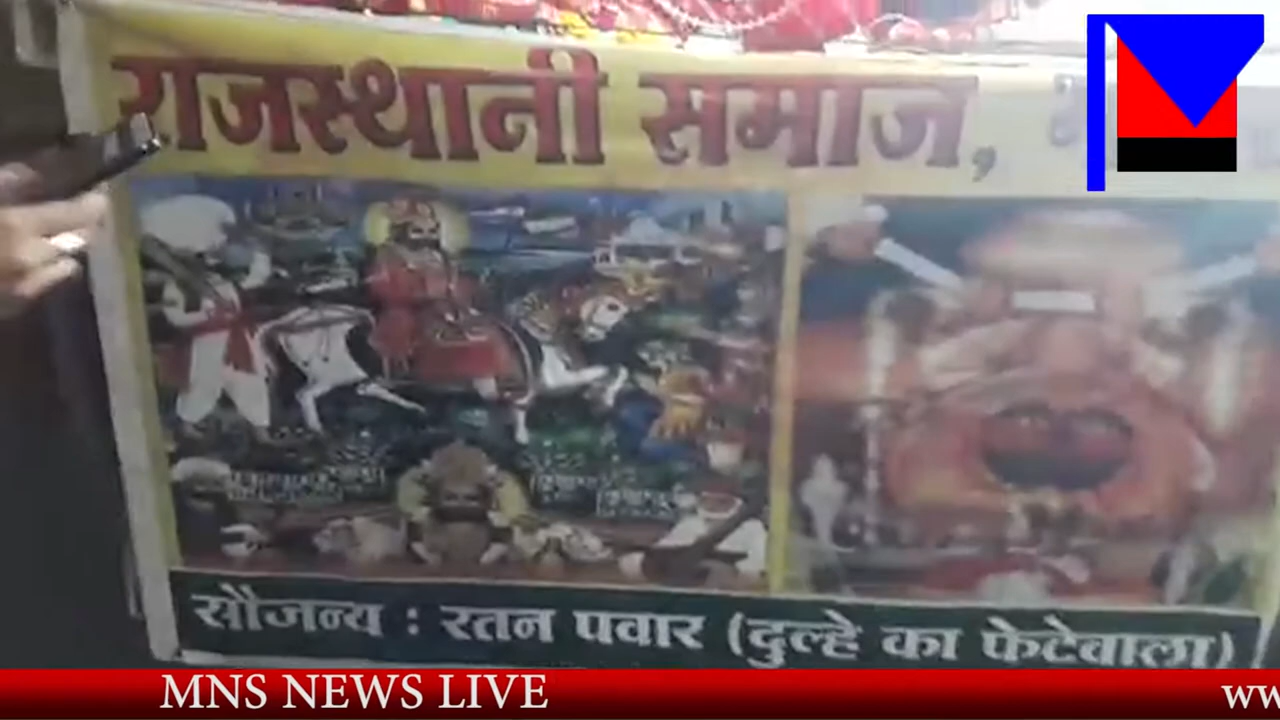 राजस्थानी समाज,
सौजन्य : रतन पवार (दुल्हे का फेटेवाला)
MNS NEWS LIVE